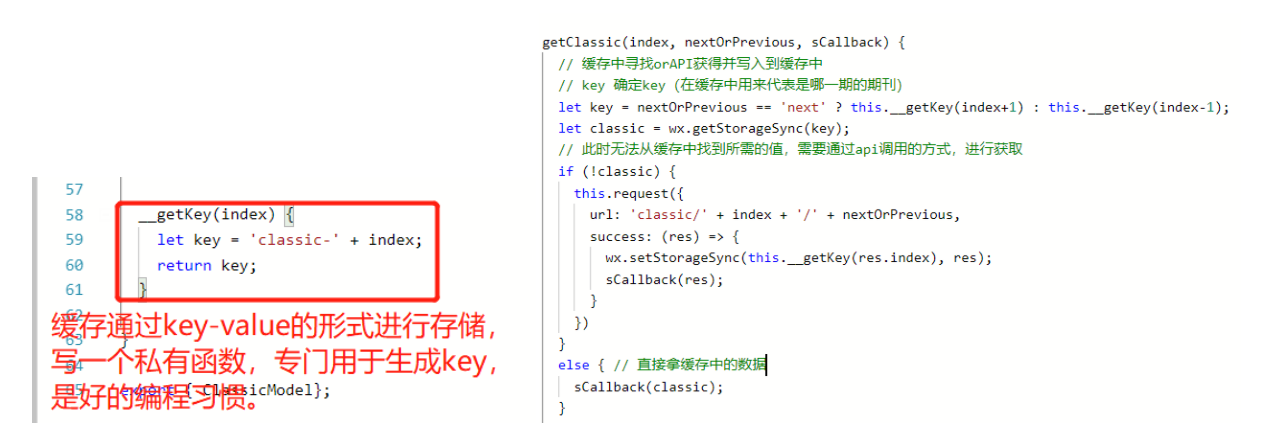 57
58 __getKey(index) {
59 let key = 'classic-' + index;
60 return key;
61 }
62
缓存通过key-value的形式进行存储，
63 }
写一个私有函数，专门用于生成key，
64
是好的编程习惯。
65 export { ClassicModel};
getClassic(index, nextOrPrevious, sCallback) {
// 缓存中寻找orAPI获得并写入到缓存中
// key 确定key（在缓存中用来代表是哪一期的期刊）
let key = nextOrPrevious == 'next' ? this.__getKey(index+1) : this.__getKey(index-1);
let classic = wx.getStorageSync(key);
// 此时无法从缓存中找到所需的值，需要通过api调用的方式，进行获取
if (!classic) {
this.request({
url: 'classic/' + index + '/' + nextOrPrevious,
success: (res) => {
wx.setStorageSync(this.__getKey(res.index), res);
sCallback(res);
}
})
}
else { // 直接拿缓存中的数据
sCallback(classic);
}